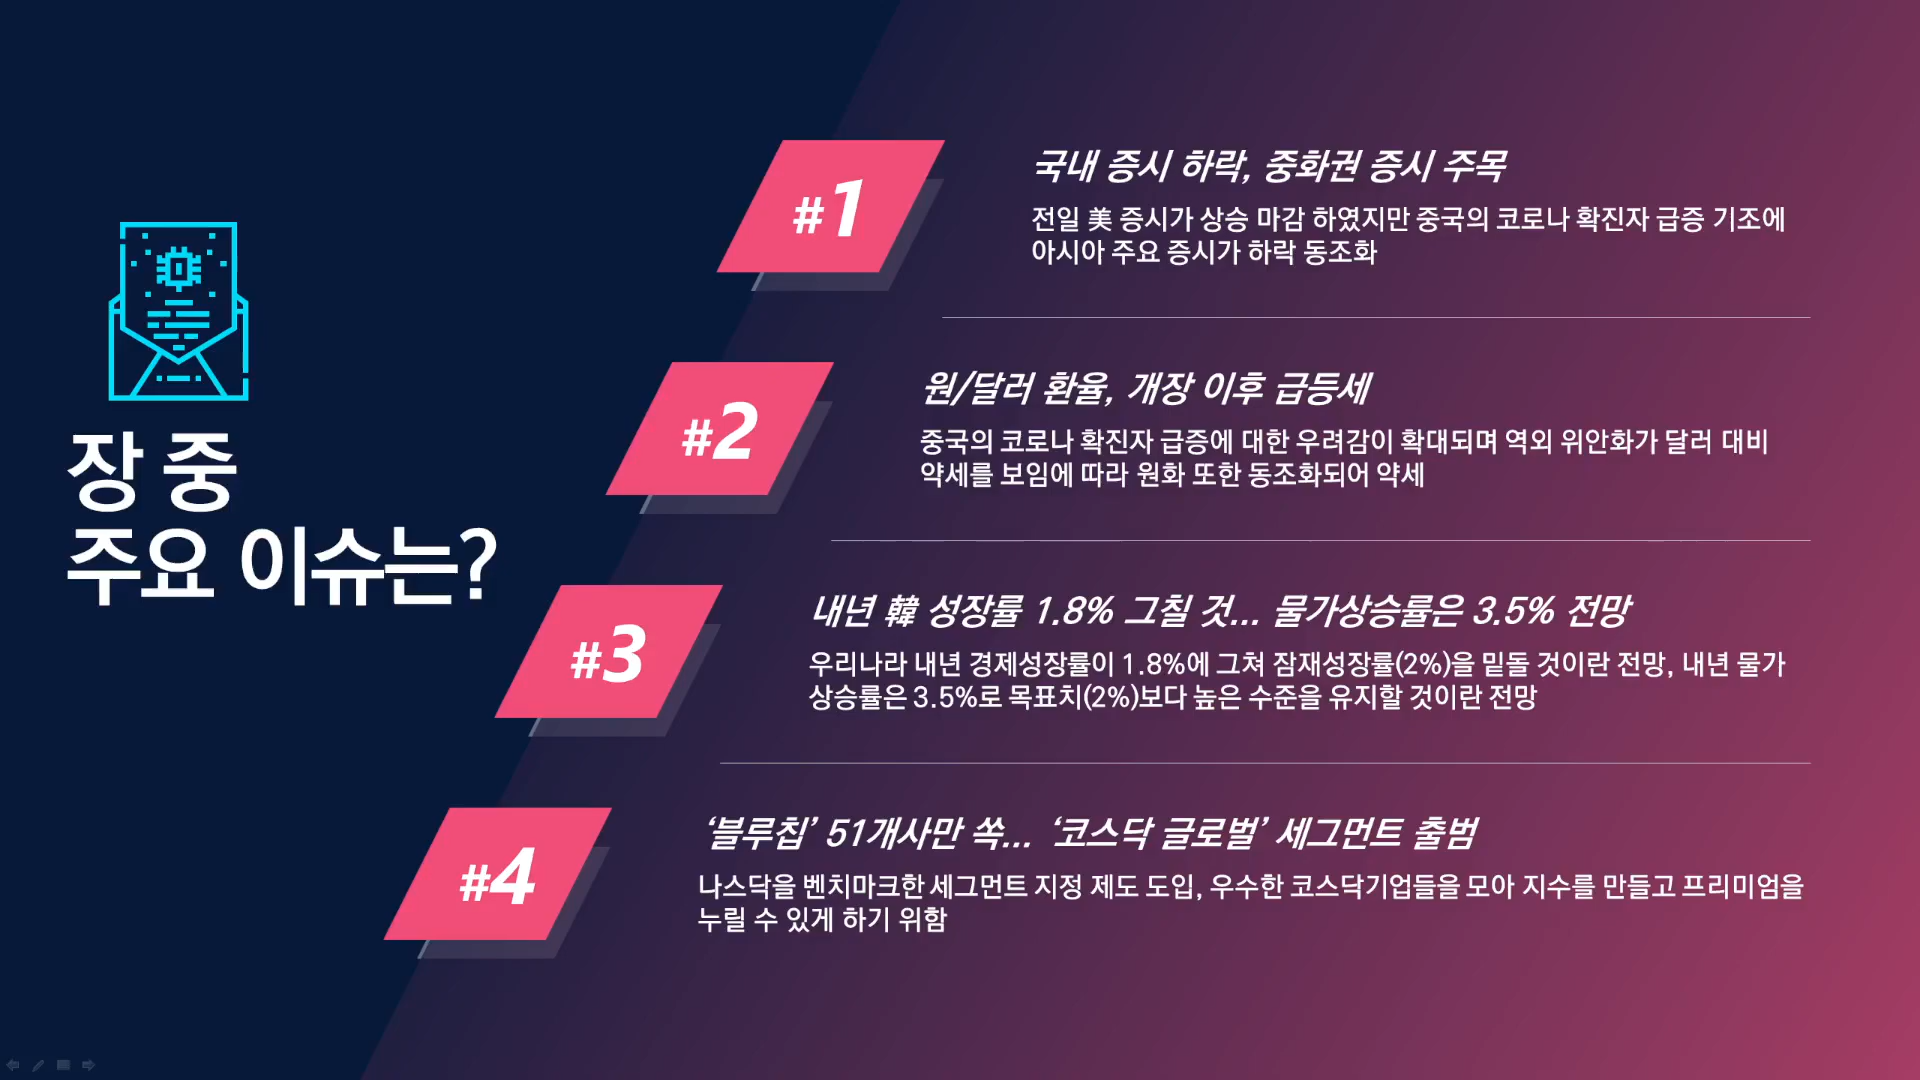 장 중
주요 이슈는?
#1
국내 증시 하락, 중화권 증시 주목
전일 美 증시가 상승 마감 하였지만 중국의 코로나 확진자 급증 기조에
아시아 주요 증시가 하락 동조화
#2
원/달러 환율, 개장 이후 급등세
중국의 코로나 확진자 급증에 대한 우려감이 확대되며 역외 위안화가 달러 대비
약세를 보임에 따라 원화 또한 동조화되어 약세
#3
내년 韓 성장률 1.8% 그칠 것... 물가상승률은 3.5% 전망
우리나라 내년 경제성장률이 1.8%에 그쳐 잠재성장률(2%)을 밑돌 것이란 전망, 내년 물가
상승률은 3.5%로 목표치(2%)보다 높은 수준을 유지할 것이란 전망
#4
‘블루칩’ 51개사만 쏙... ‘코스닥 글로벌’ 세그먼트 출범
나스닥을 벤치마크한 세그먼트 지정 제도 도입, 우수한 코스닥기업들을 모아 지수를 만들고 프리미엄을
누릴 수 있게 하기 위함